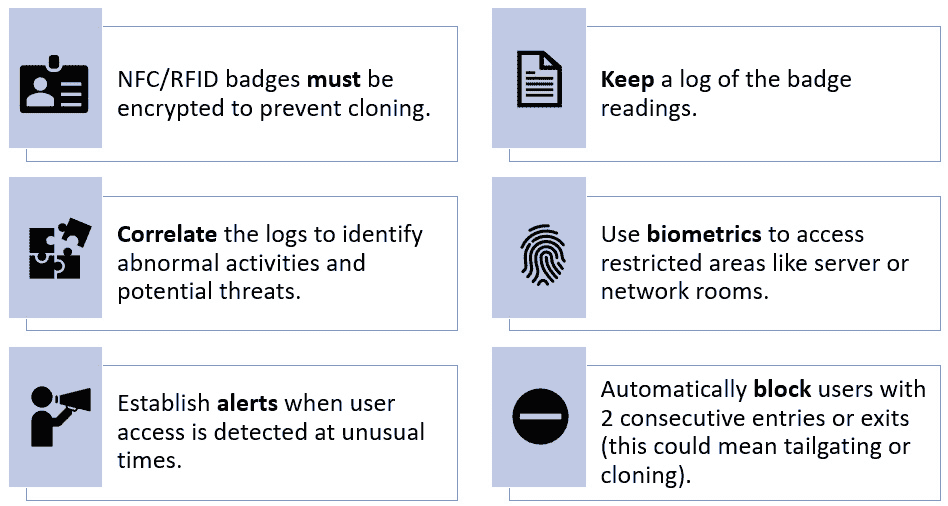 NFC/RFID badges must be
encrypted to prevent cloning.
Keep a log of the badge
readings.
Correlate the logs to identify
abnormal activities and
potential threats.
Use biometrics to access
restricted areas like server or
network rooms.
Establish alerts when user
access is detected at unusual
times.
Automatically block users with
2 consecutive entries or exits
(this could mean tailgating or
cloning).